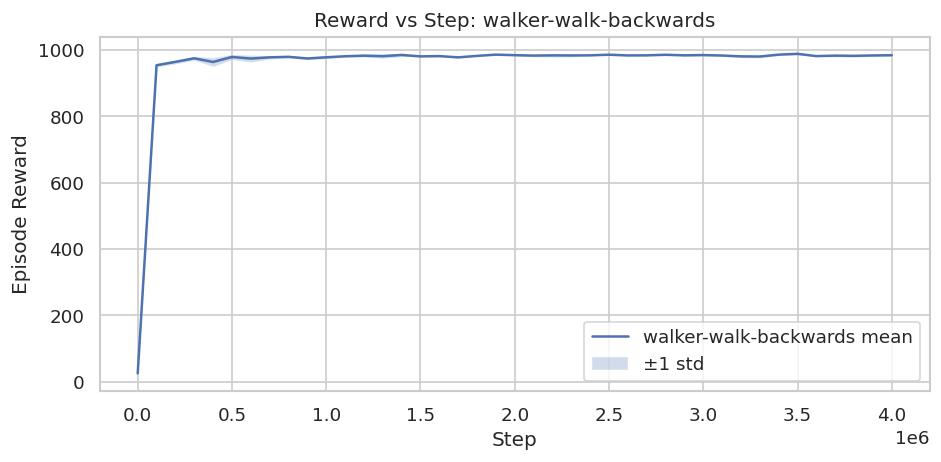 Reward vs Step: walker-walk-backwards
Episode Reward
1000
800
600
400
200
0
walker-walk-backwards mean
±1 std
0.0 0.5 1.0 1.5 2.0 2.5 3.0 3.5 4.0
1e6
Step